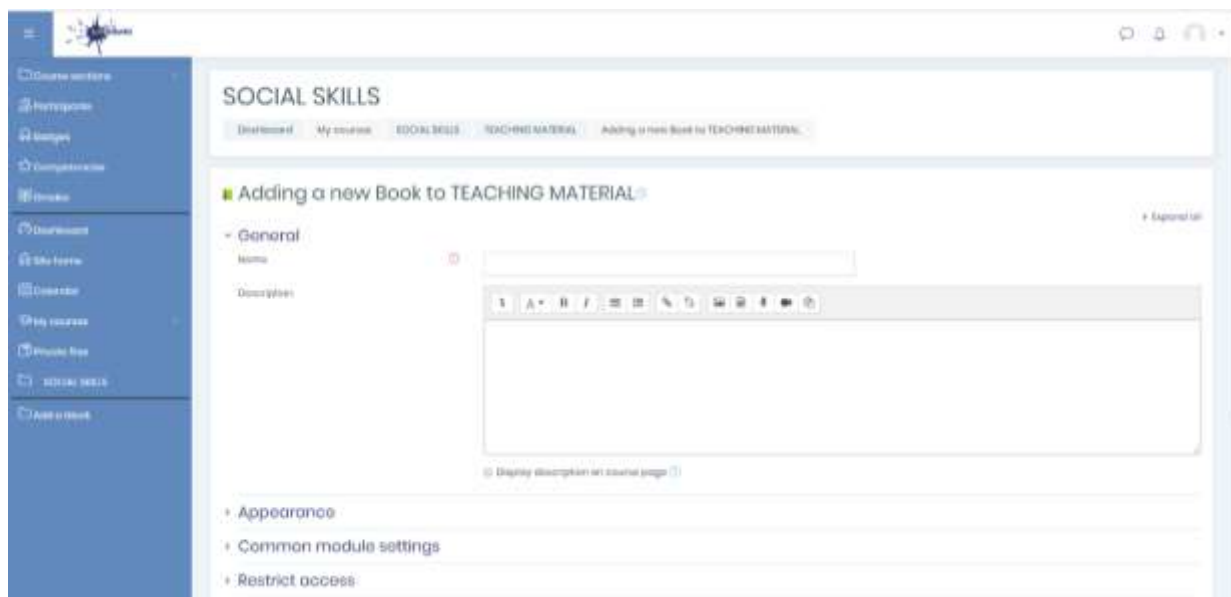 Course sections
Participants
Badges
Competencies
Grades
Dashboard
Site home
Calendar
My courses
Private files
SOCIAL SKILLS
Add a block
SOCIAL SKILLS
Dashboard My courses SOCIAL SKILLS TEACHING MATERIAL Adding a new Book to TEACHING MATERIAL
Adding a new Book to TEACHING MATERIAL
Expand all
General
Name
Description
Display description on course page
Appearance
Common module settings
Restrict access